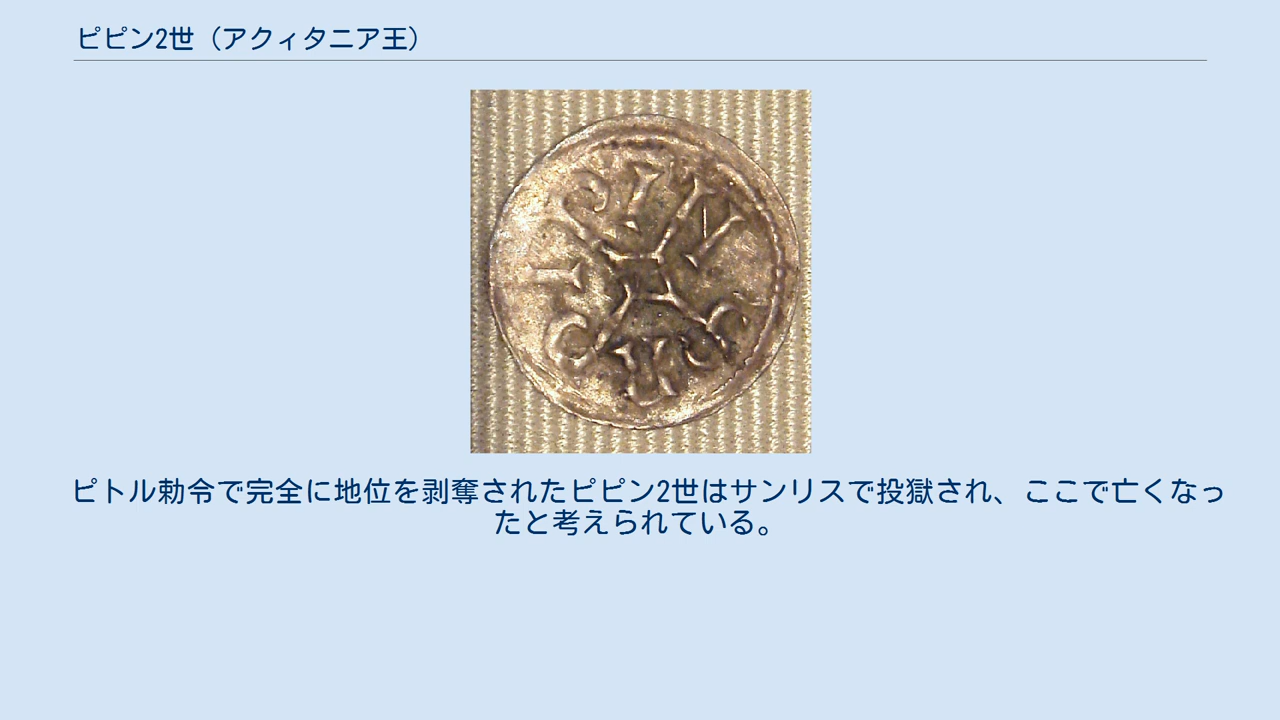 ピピン2世（アクィタニア王）
ピトル勅令で完全に地位を剥奪されたピピン2世はサンリスで投獄され、ここで亡くなっ
たと考えられている。